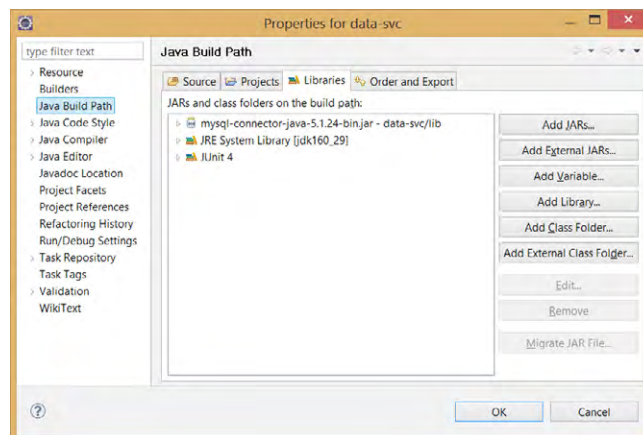 Properties for data-svc
type filter text
Resource
Builders
Java Build Path
Java Code Style
Java Compiler
Java Editor
Javadoc Location
Project Facets
Project References
Refactoring History
Run/Debug Settings
Task Repository
Task Tags
Validation
WikiText
Java Build Path
Source
Projects
Libraries
Order and Export
JARs and class folders on the build path:
mysql-connector-java-5.1.24-bin.jar - data-svc/lib
JRE System Library [jdk160_29]
JUnit 4
Add JARs...
Add External JARs...
Add Variable...
Add Library...
Add Class Folder...
Add External Class Folder...
Edit...
Remove
Migrate JAR File...
OK
Cancel